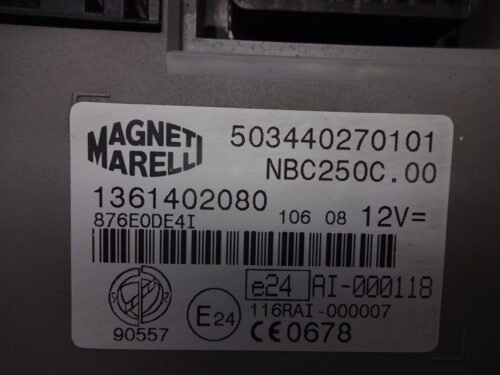 MAGNETI MARELLI
503440270101
NBC250C.00
1361402080
876E0DE4I
106 08 12V=
e24 AI-000118
116RAI-000007
90557
E24
CE0678